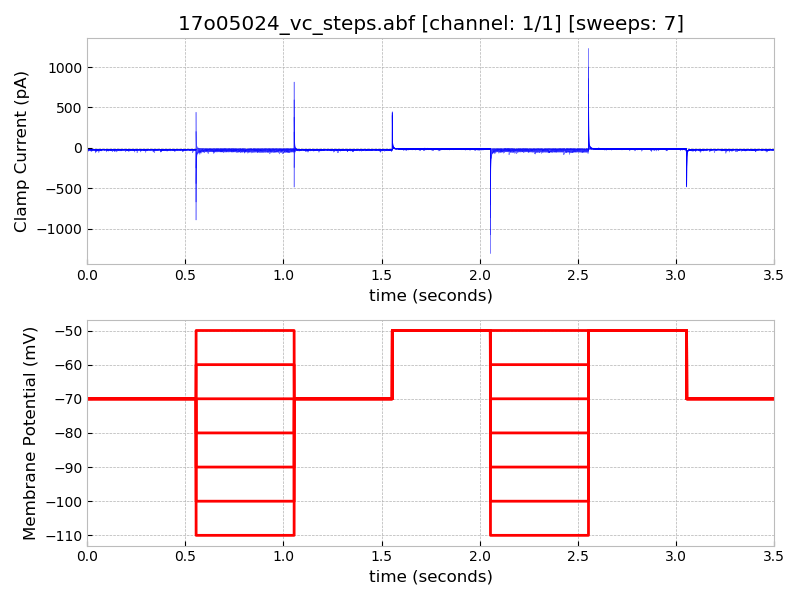 17o05024_vc_steps.abf [channel: 1/1] [sweeps: 7]
Clamp Current (pA)
1000
500
0
−500
−1000
0.0 0.5 1.0 1.5 2.0 2.5 3.0 3.5
time (seconds)
Membrane Potential (mV)
−50
−60
−70
−80
−90
−100
−110
0.0 0.5 1.0 1.5 2.0 2.5 3.0 3.5
time (seconds)